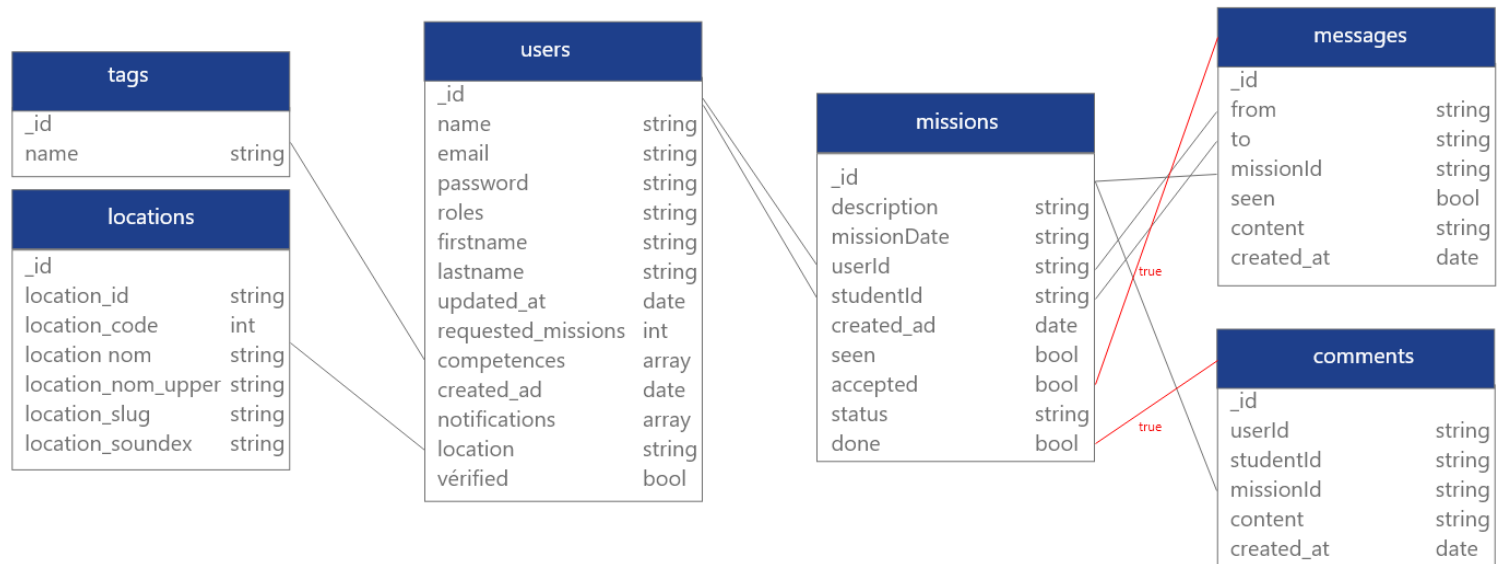 tags
_id
name string
locations
_id
location_id string
location_code int
location nom string
location_nom_upper string
location_slug string
location_soundex string
users
_id
name string
email string
password string
roles string
firstname string
lastname string
updated_at date
requested_missions int
competences array
created_ad date
notifications array
location string
vérified bool
missions
_id
description string
missionDate string
userId string
studentId string
created_ad date
seen bool
accepted bool
status string
done bool
true
true
messages
_id
from string
to string
missionId string
seen bool
content string
created_at date
comments
_id
userId string
studentId string
missionId string
content string
created_at date